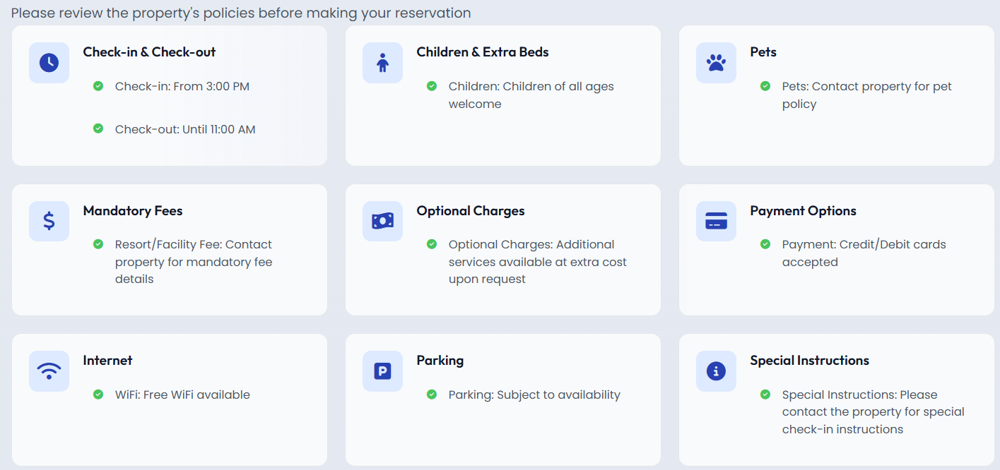 Please review the property's policies before making your reservation
Check-in & Check-out
Check-in: From 3:00 PM
Check-out: Until 11:00 AM
Children & Extra Beds
Children: Children of all ages
welcome
Pets
Pets: Contact property for pet
policy
Mandatory Fees
Resort/Facility Fee: Contact
property for mandatory fee
details
Optional Charges
Optional Charges: Additional
services available at extra cost
upon request
Payment Options
Payment: Credit/Debit cards
accepted
Internet
WiFi: Free WiFi available
Parking
Parking: Subject to availability
Special Instructions
Special Instructions: Please
contact the property for special
check-in instructions